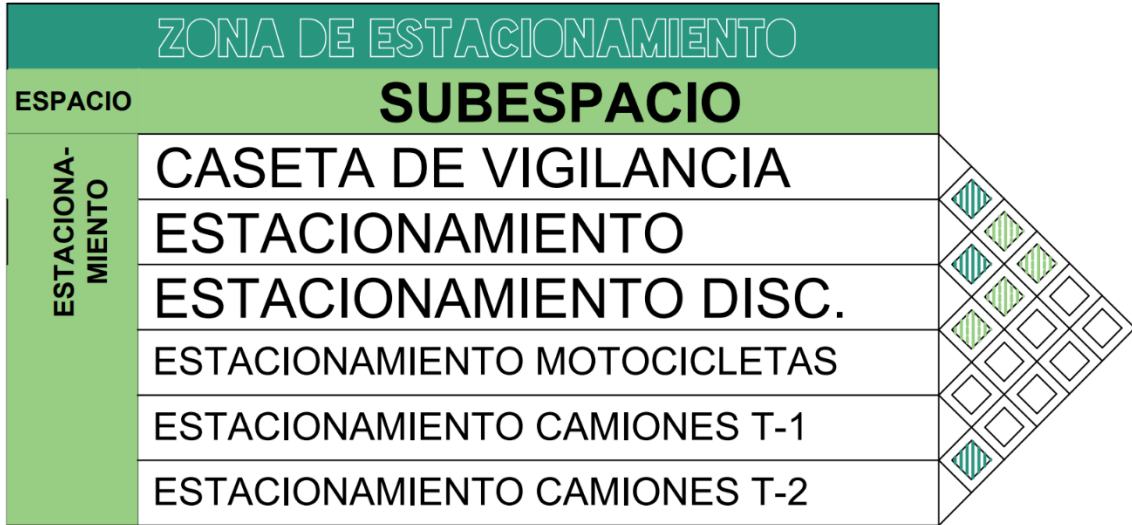 ZONA DE ESTACIONAMIENTO
ESPACIO
SUBESPACIO
ESTACIONA-
MIENTO
CASETA DE VIGILANCIA
ESTACIONAMIENTO
ESTACIONAMIENTO DISC.
ESTACIONAMIENTO MOTOCICLETAS
ESTACIONAMIENTO CAMIONES T-1
ESTACIONAMIENTO CAMIONES T-2